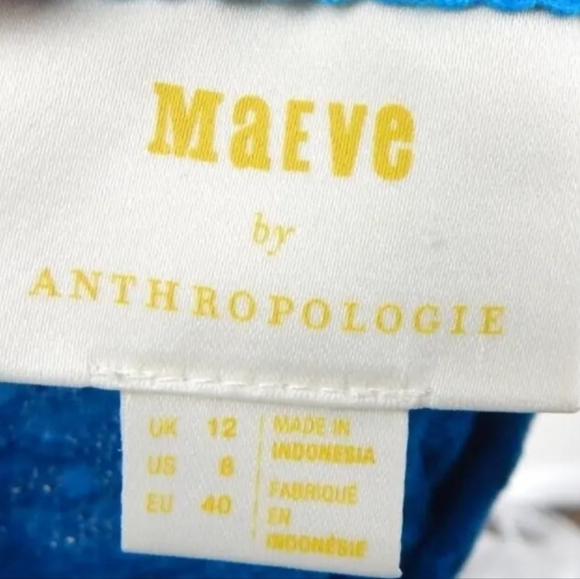 MaEVe
by
ANTHROPOLOGIE
UK 12
US 8
EU 40
MADE IN
INDONESIA
FABRIQUÉ
EN
INDONÉSIE